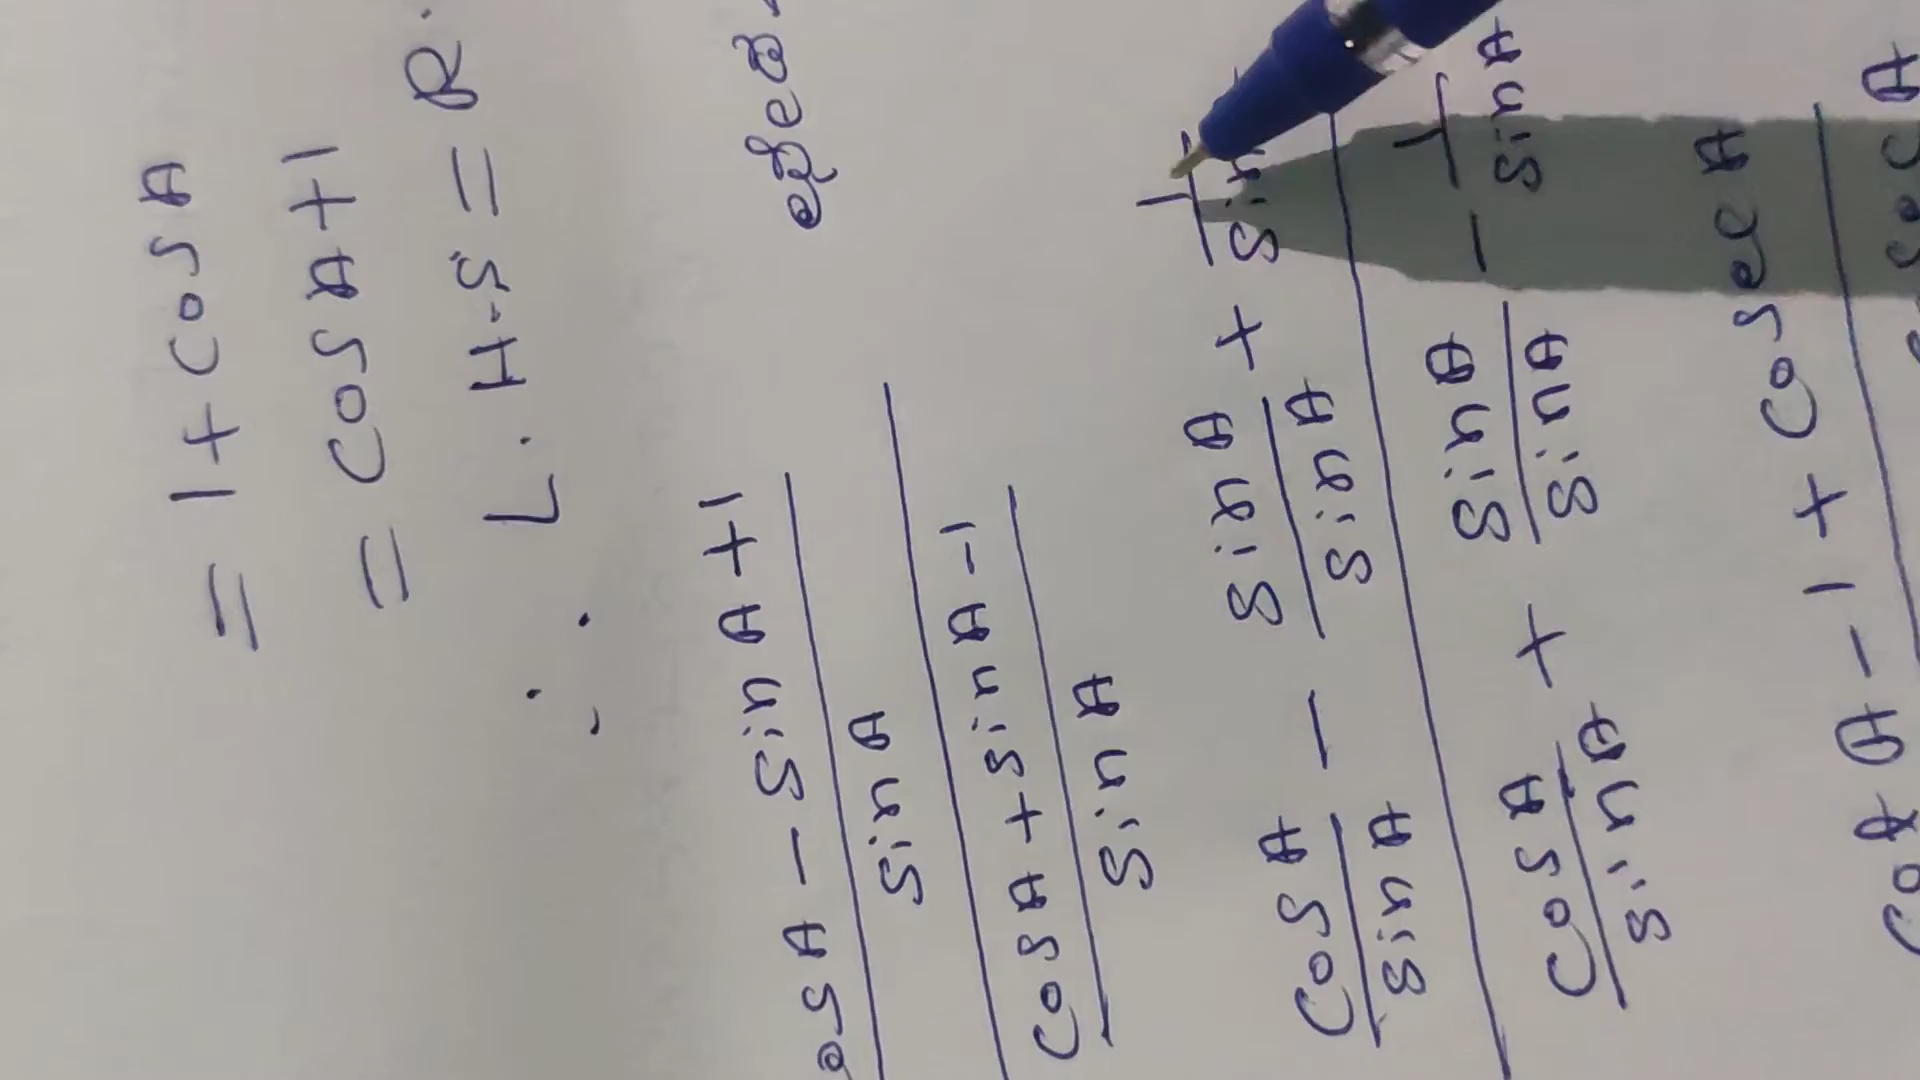 = 1 + cos A
= cos A + 1
∴ L.H.S = R.
cos A - sin A + 1
sin A
cos A + sin A - 1
sin A
cos A / sin A - sin A / sin A + 1 / sin
cos A / sin A + sin A / sin A - 1 / sin A
cot A - 1 + cosec A